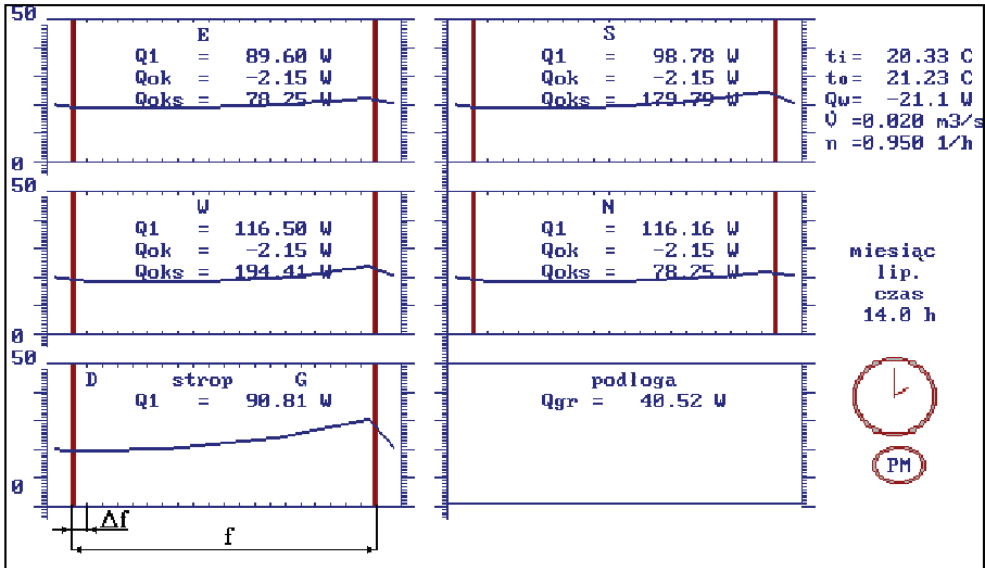 50
E
Q1 = 89.60 W
Qok = -2.15 W
Qoks = 78.25 W
0
S
Q1 = 98.78 W
Qok = -2.15 W
Qoks = 179.79 W
ti= 20.33 C
to= 21.23 C
Qw= -21.1 W
V =0.020 m3/s
n =0.950 1/h
50
W
Q1 = 116.50 W
Qok = -2.15 W
Qoks = 194.41 W
0
N
Q1 = 116.16 W
Qok = -2.15 W
Qoks = 78.25 W
miesiąc
lip.
czas
14.0 h
50
D strop G
Q1 = 90.81 W
0
podloga
Qgr = 40.52 W
PM
Δf
f